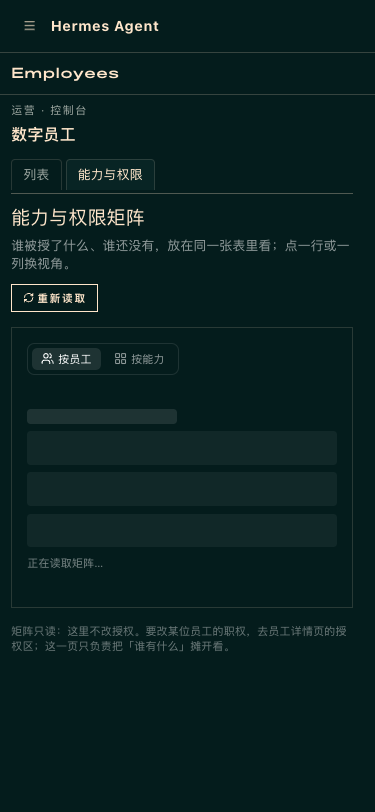 Hermes Agent
Employees
运营 · 控制台
数字员工
列表
能力与权限
能力与权限矩阵
谁被授了什么、谁还没有，放在同一张表里看；点一行或一
列换视角。
重新读取
按员工
按能力
正在读取矩阵…
矩阵只读：这里不改授权。要改某位员工的职权，去员工详情页的授
权区；这一页只负责把「谁有什么」摊开看。